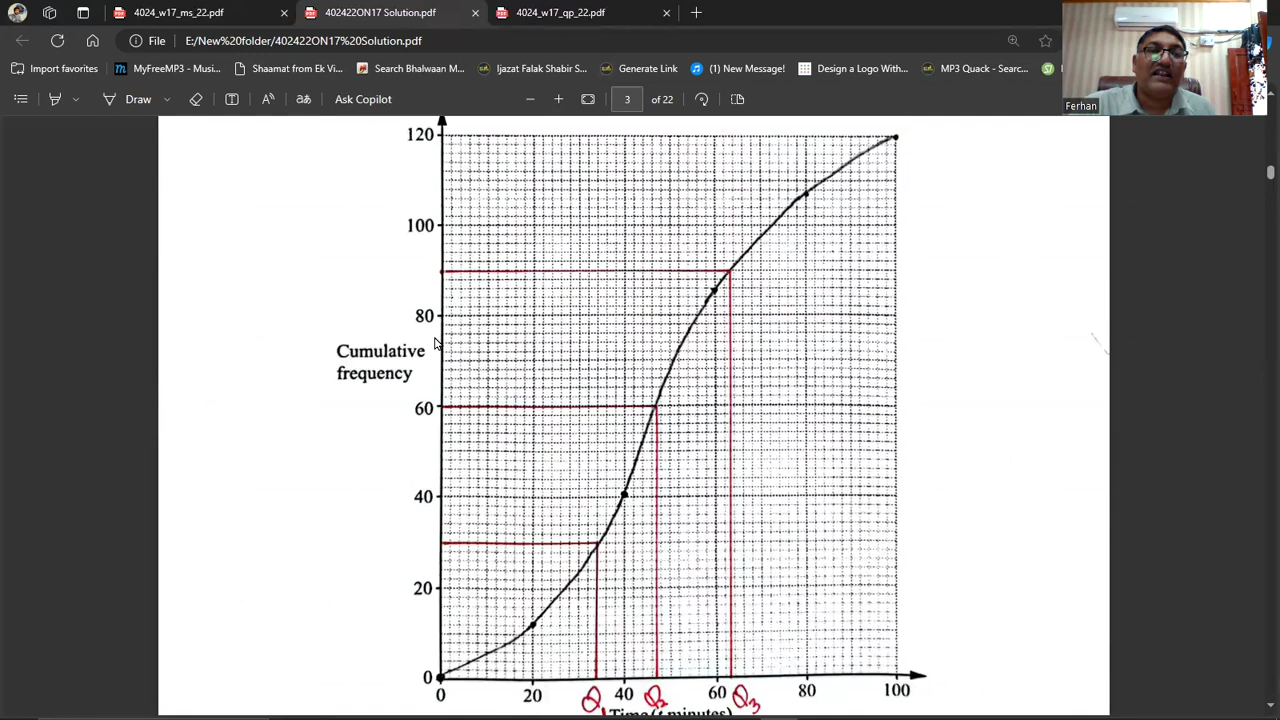 4024_w17_ms_22.pdf
402422ON17 Solution.pdf
4024_w17_qp_22.pdf
File
E:/New%20folder/402422ON17%20Solution.pdf
Import favorites
MyFreeMP3 - Musi...
Shaamat from Ek Vi...
Search Bhalwaan M...
Ijazat Falak Shabir S...
Generate Link
(1) New Message!
Design a Logo With...
MP3 Quack - Searc...
Draw
Ask Copilot
3
of 22
Ferhan
120
100
80
Cumulative
frequency
60
40
20
0
0
20
40
60
80
100
Q1
Q2
Q3
Time (t minutes)